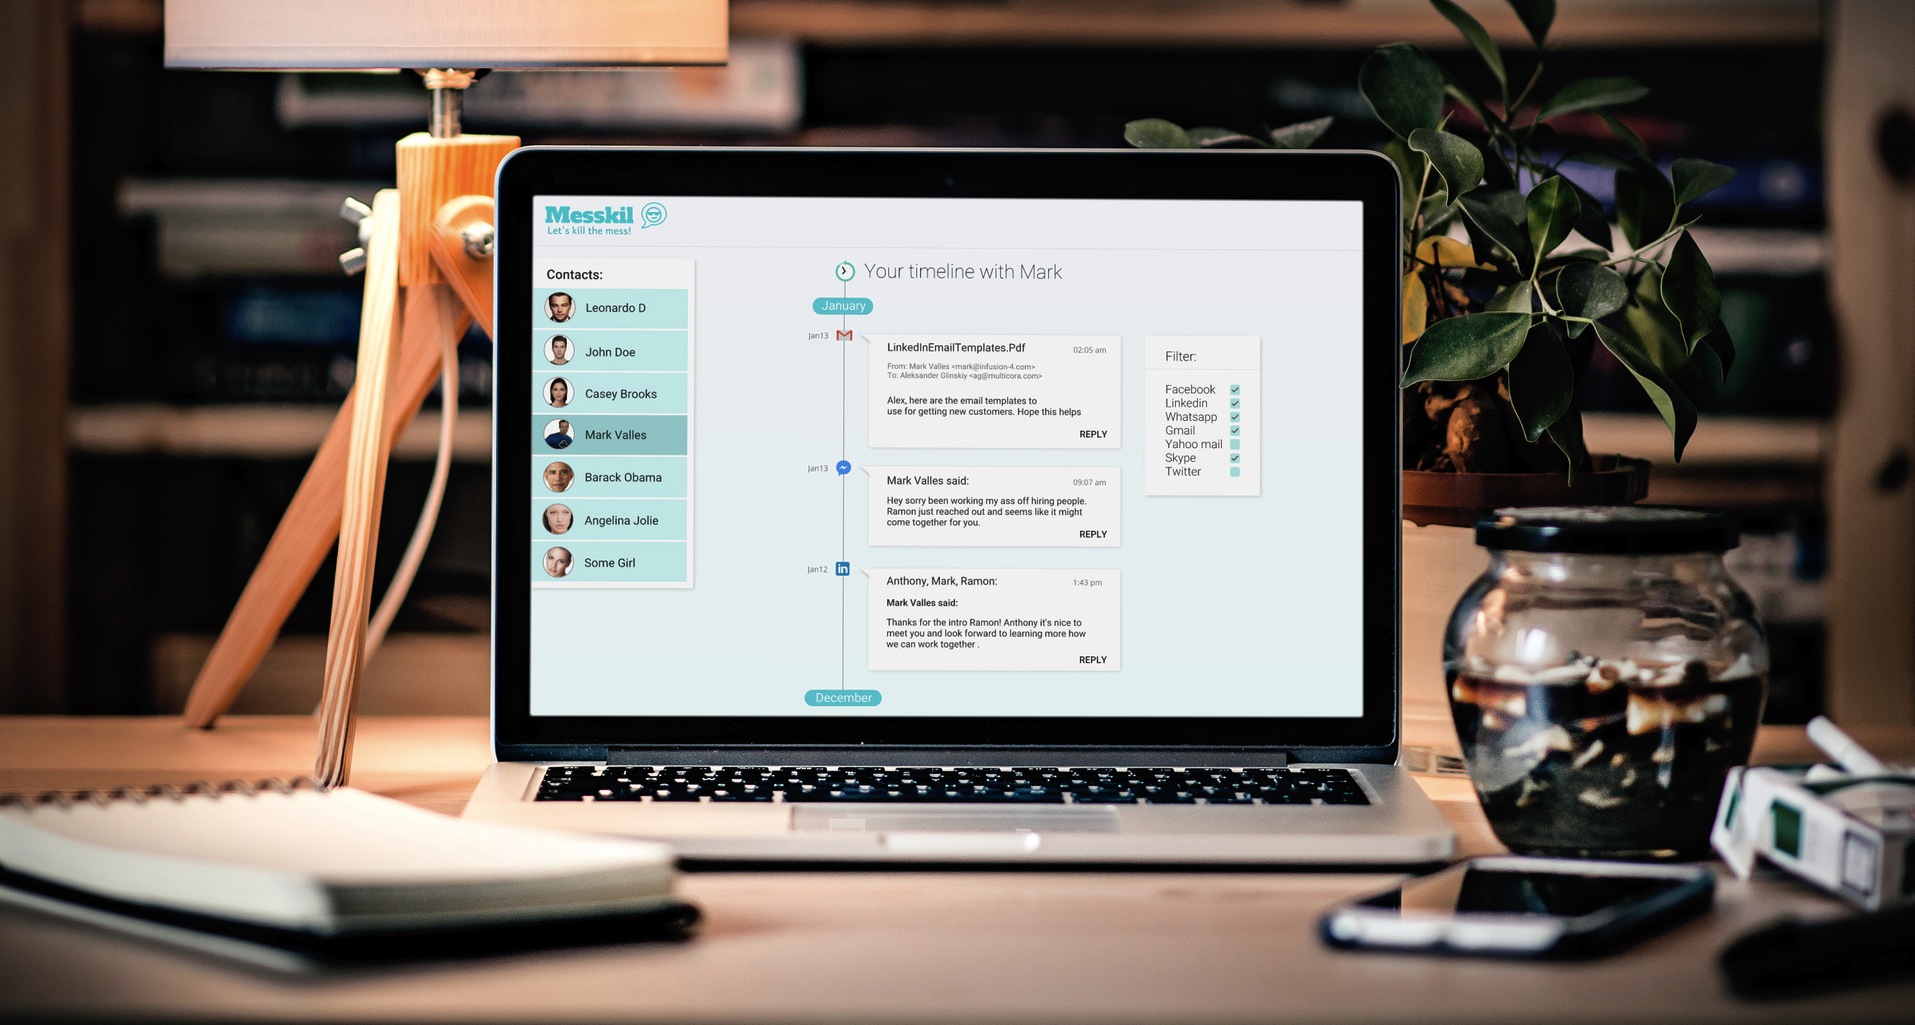 Messkil
Let's kill the mess!
Contacts:
Leonardo D
John Doe
Casey Brooks
Mark Valles
Barack Obama
Angelina Jolie
Some Girl
Your timeline with Mark
January
Jan13
LinkedInEmailTemplates.Pdf
02:05 am
From: Mark Valles <mark@infusion-4.com>
To: Aleksander Glinskiy <ag@multicora.com>
Alex, here are the email templates to
use for getting new customers. Hope this helps
REPLY
Jan13
Mark Valles said:
09:07 am
Hey sorry been working my ass off hiring people.
Ramon just reached out and seems like it might
come together for you.
REPLY
Jan12
in
Anthony, Mark, Ramon:
1:43 pm
Mark Valles said:
Thanks for the intro Ramon! Anthony it's nice to
meet you and look forward to learning more how
we can work together .
REPLY
December
Filter:
Facebook
Linkedin
Whatsapp
Gmail
Yahoo mail
Skype
Twitter